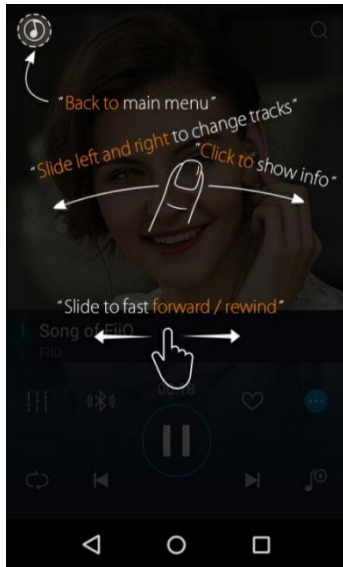 "Back to main menu"
"Slide left and right to change tracks"
"Click to show info"
"Slide to fast forward / rewind"
1 Song of FiiO
FIIO
00:18